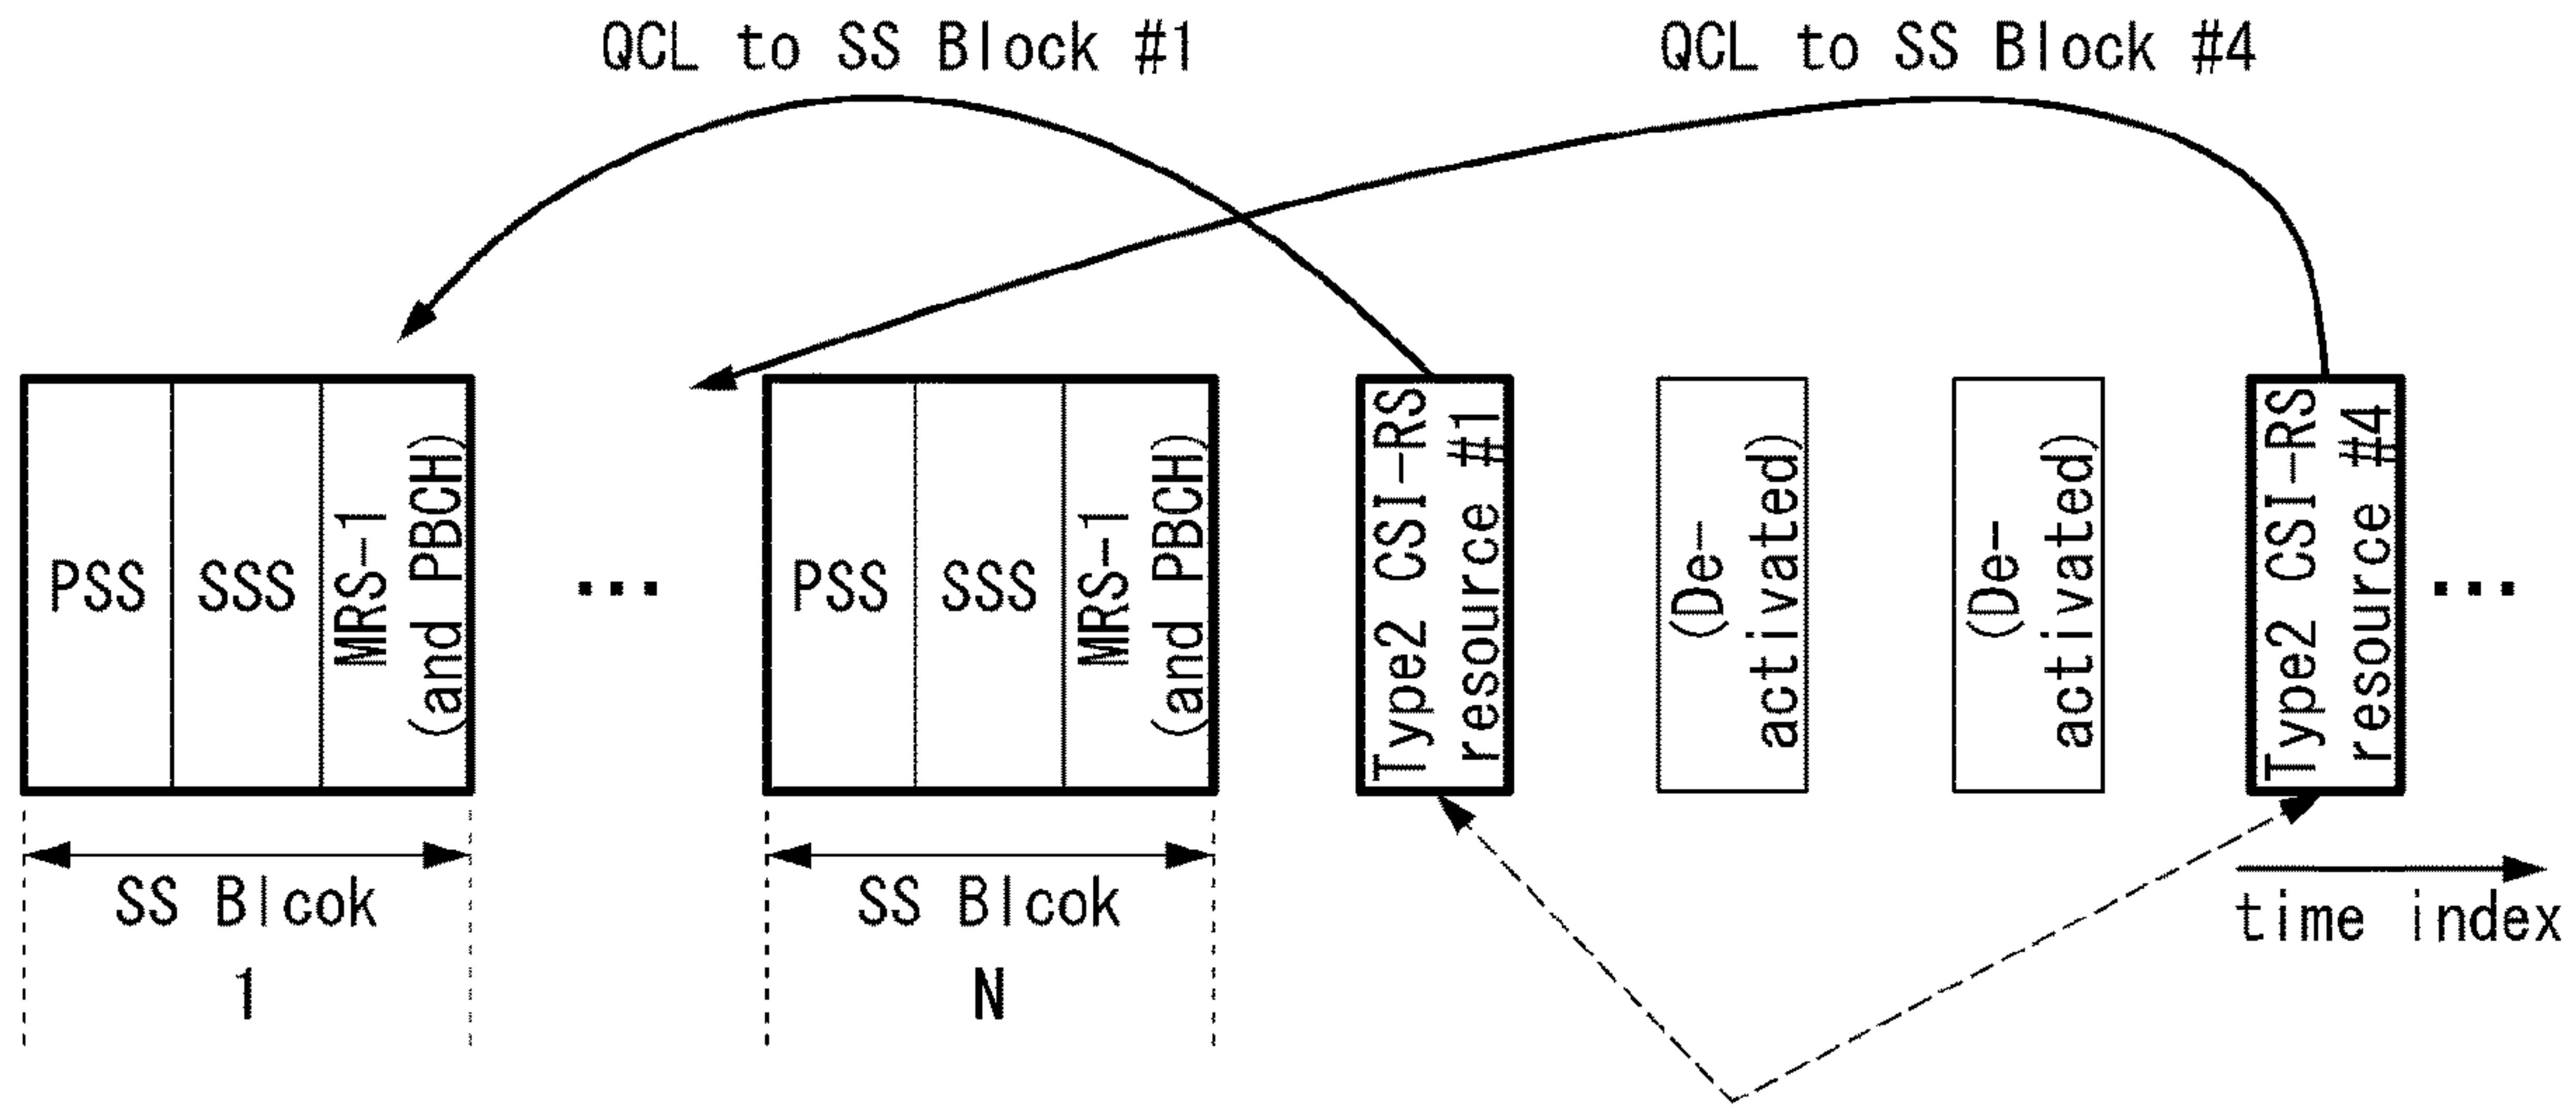 QCL to SS Block #1
QCL to SS Block #4
PSS
SSS
MRS-1
(and PBCH)
...
PSS
SSS
MRS-1
(and PBCH)
Type2 CSI-RS
resource #1
(De-
activated)
(De-
activated)
Type2 CSI-RS
resource #4
...
SS Blcok
1
SS Blcok
N
time index